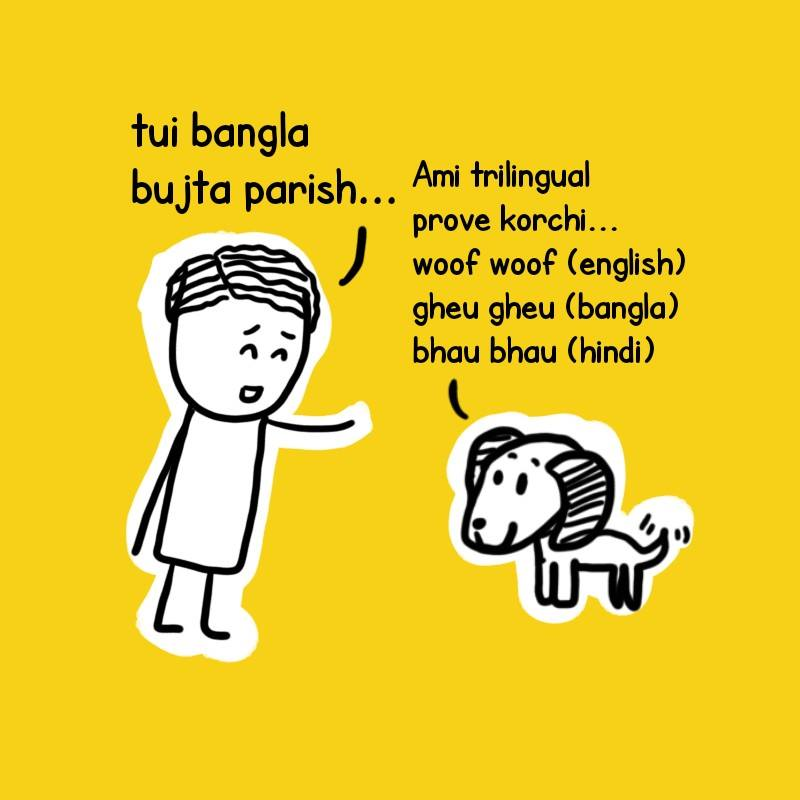 tui bangla
bujta parish...
Ami trilingual
prove korchi...
woof woof (english)
gheu gheu (bangla)
bhau bhau (hindi)